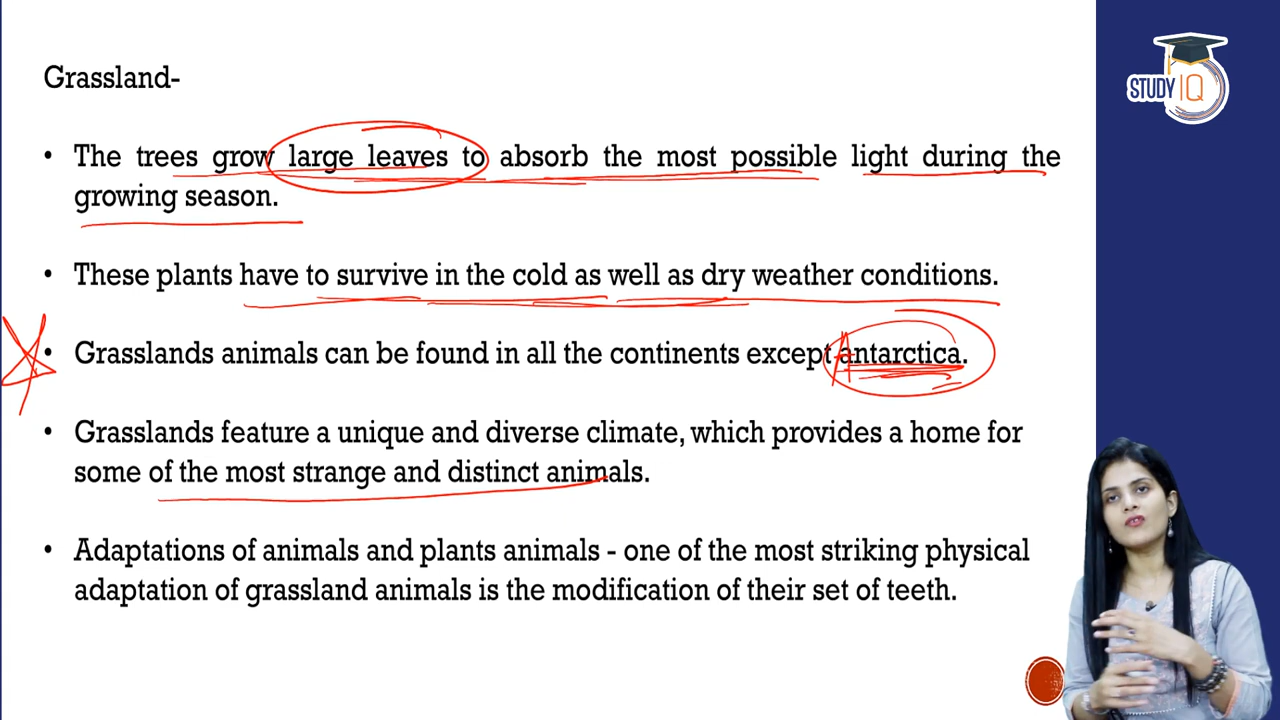 STUDY IQ
Grassland-
• The trees grow large leaves to absorb the most possible light during the
growing season.
• These plants have to survive in the cold as well as dry weather conditions.
• Grasslands animals can be found in all the continents except Antarctica.
• Grasslands feature a unique and diverse climate, which provides a home for
some of the most strange and distinct animals.
• Adaptations of animals and plants animals - one of the most striking physical
adaptation of grassland animals is the modification of their set of teeth.